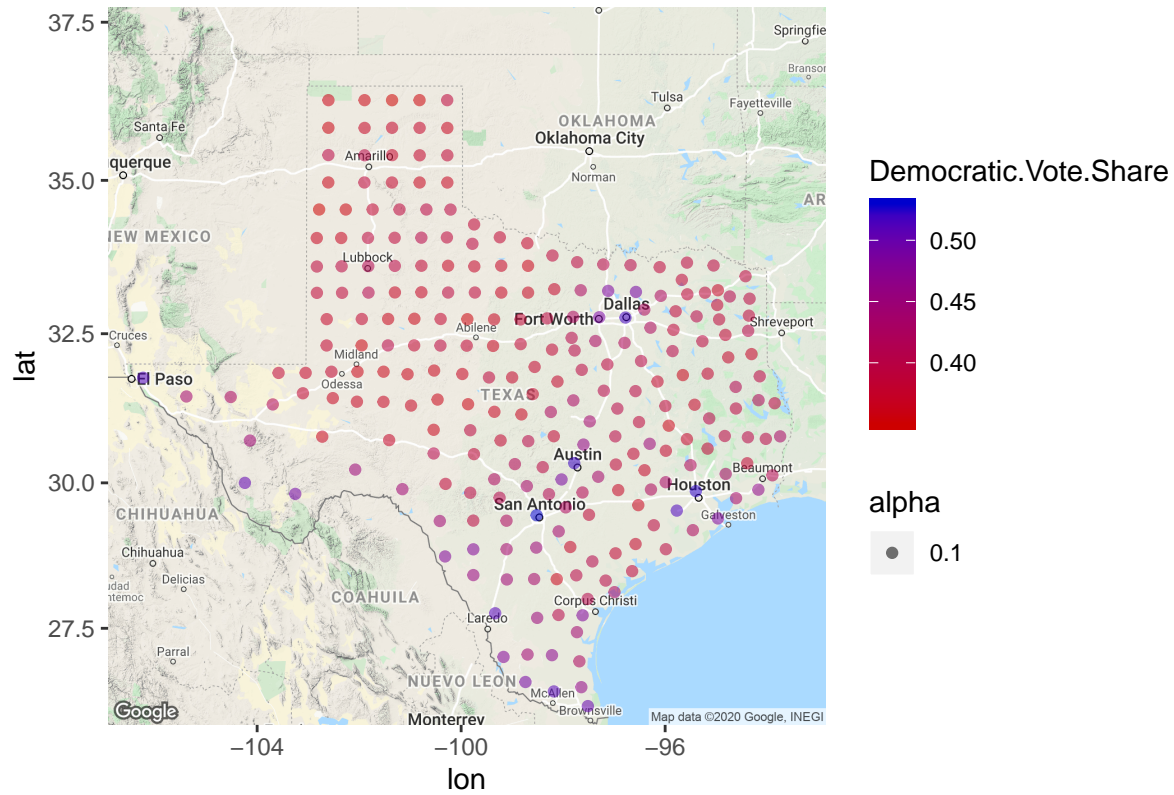 37.5
35.0
32.5
30.0
27.5
lat
−104
−100
−96
lon
Springfie
Branson
Tulsa
Fayetteville
OKLAHOMA
Oklahoma City
Santa Fe
uquerque
Amarillo
Norman
AR
NEW MEXICO
Lubbock
Dallas
Fort Worth
Abilene
Shreveport
Cruces
Midland
Odessa
El Paso
TEXAS
Austin
Houston
Beaumont
San Antonio
Galveston
CHIHUAHUA
Chihuahua
Delicias
udad
ntemoc
COAHUILA
Corpus Christi
Laredo
Parral
NUEVO LEON
McAllen
Brownsville
Monterrey
Google
Map data ©2020 Google, INEGI
Democratic.Vote.Share
0.50
0.45
0.40
alpha
0.1